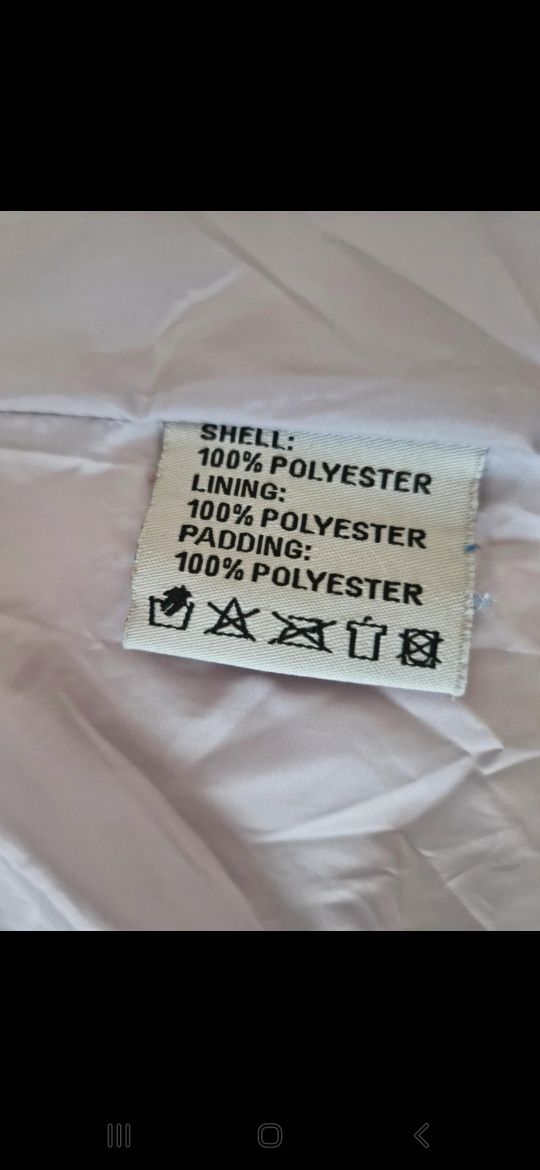 SHELL:
100% POLYESTER
LINING:
100% POLYESTER
PADDING:
100% POLYESTER